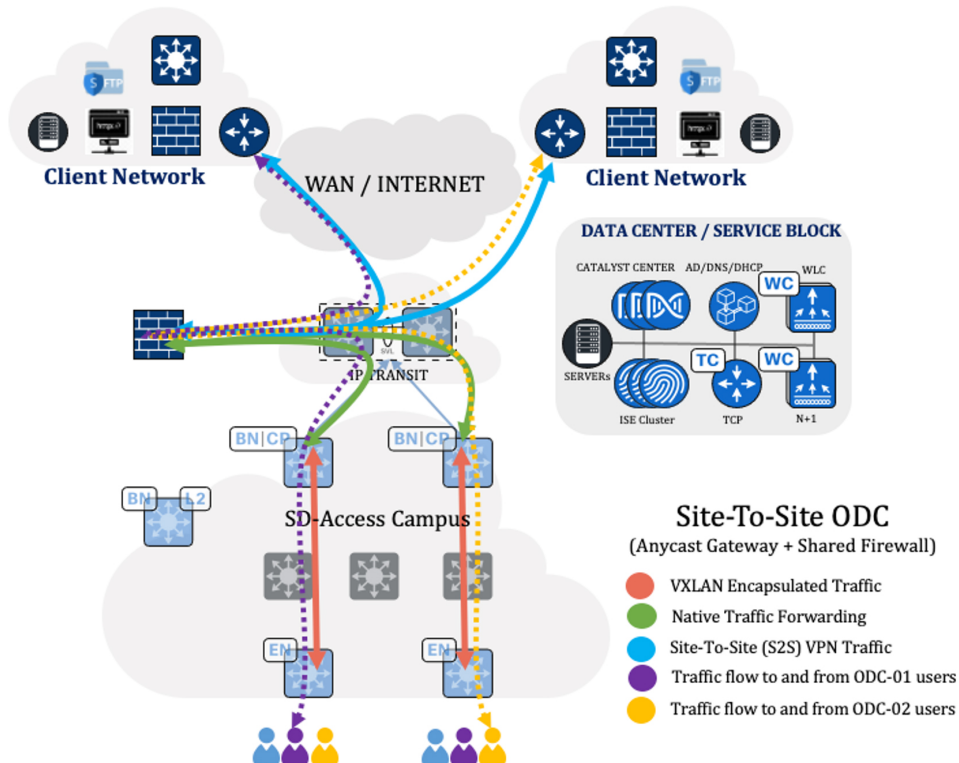 S FTP
S FTP
Client Network
WAN / INTERNET
Client Network
DATA CENTER / SERVICE BLOCK
CATALYST CENTER
AD/DNS/DHCP
WLC
WC
SERVERs
TC
WC
ISE Cluster
TCP
N+1
SVL
IP TRANSIT
BN|CP
BN|CP
BN
L2
SD-Access Campus
EN
EN
Site-To-Site ODC
(Anycast Gateway + Shared Firewall)
VXLAN Encapsulated Traffic
Native Traffic Forwarding
Site-To-Site (S2S) VPN Traffic
Traffic flow to and from ODC-01 users
Traffic flow to and from ODC-02 users